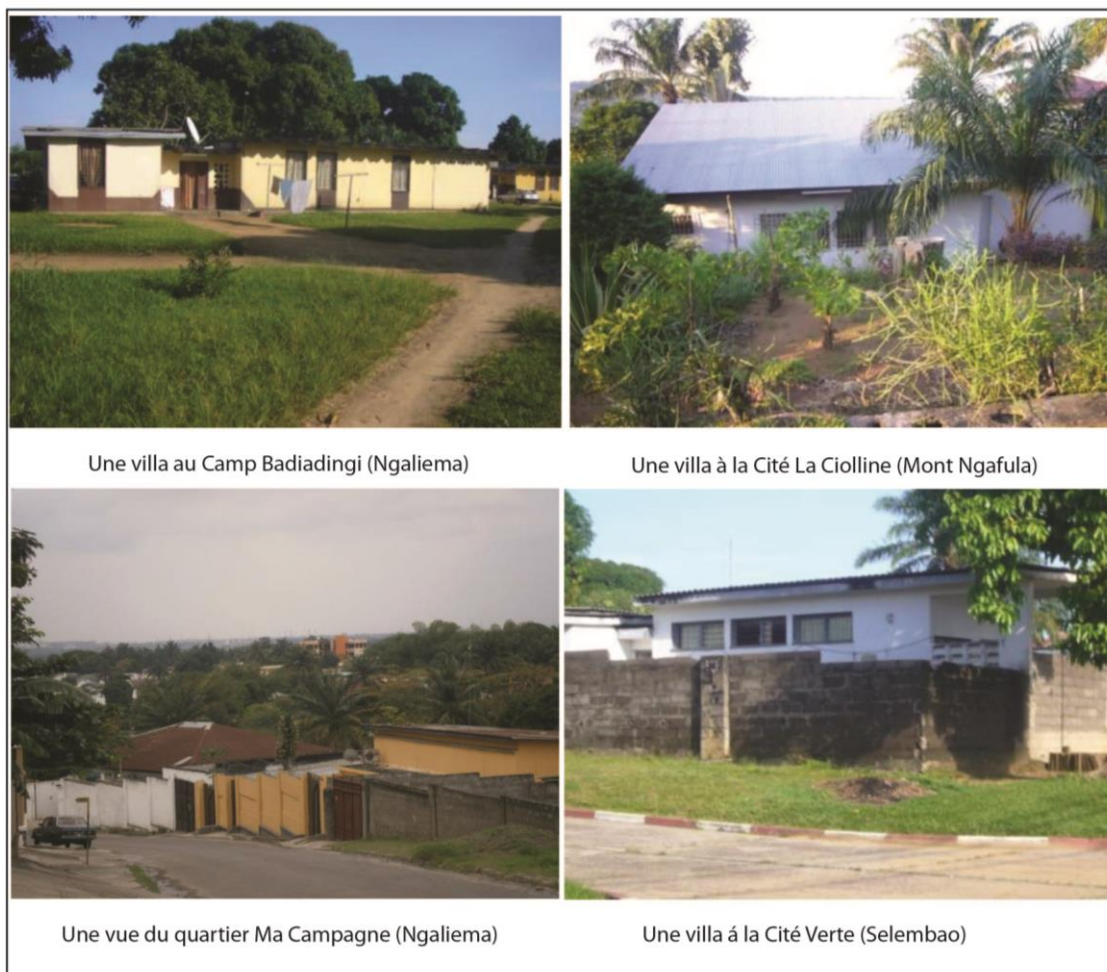 Une villa au Camp Badiadingi (Ngaliema)
Une villa à la Cité La Ciolline (Mont Ngafula)
Une vue du quartier Ma Campagne (Ngaliema)
Une villa á la Cité Verte (Selembao)